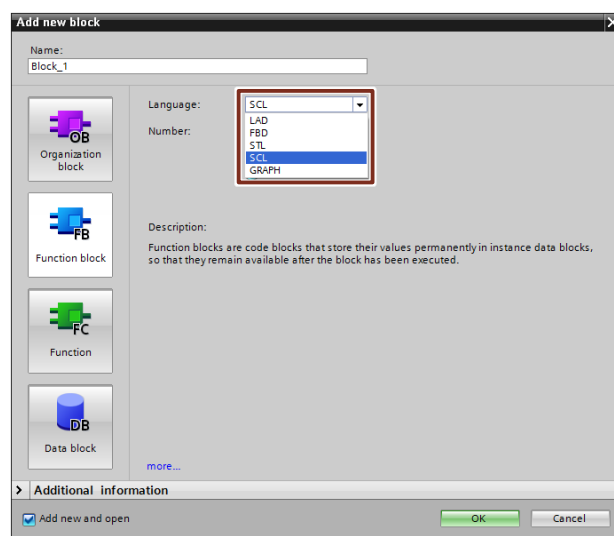 Add new block
Name:
Block_1
OB
Organization
block
FB
Function block
FC
Function
DB
Data block
Language:
SCL
Number:
LAD
FBD
STL
SCL
GRAPH
Description:
Function blocks are code blocks that store their values permanently in instance data blocks,
so that they remain available after the block has been executed.
more...
Additional information
Add new and open
OK
Cancel